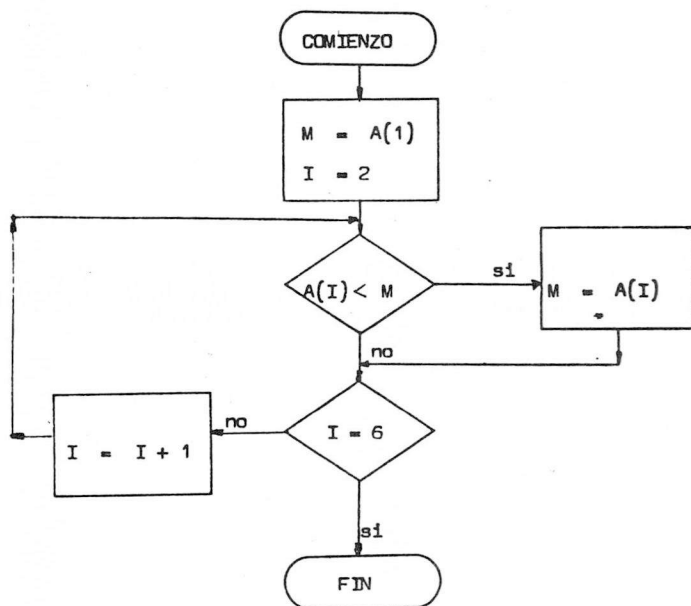 COMIENZO
M = A(1)
I = 2
A(I) < M
si
M = A(I)
no
I = 6
no
I = I + 1
si
FIN